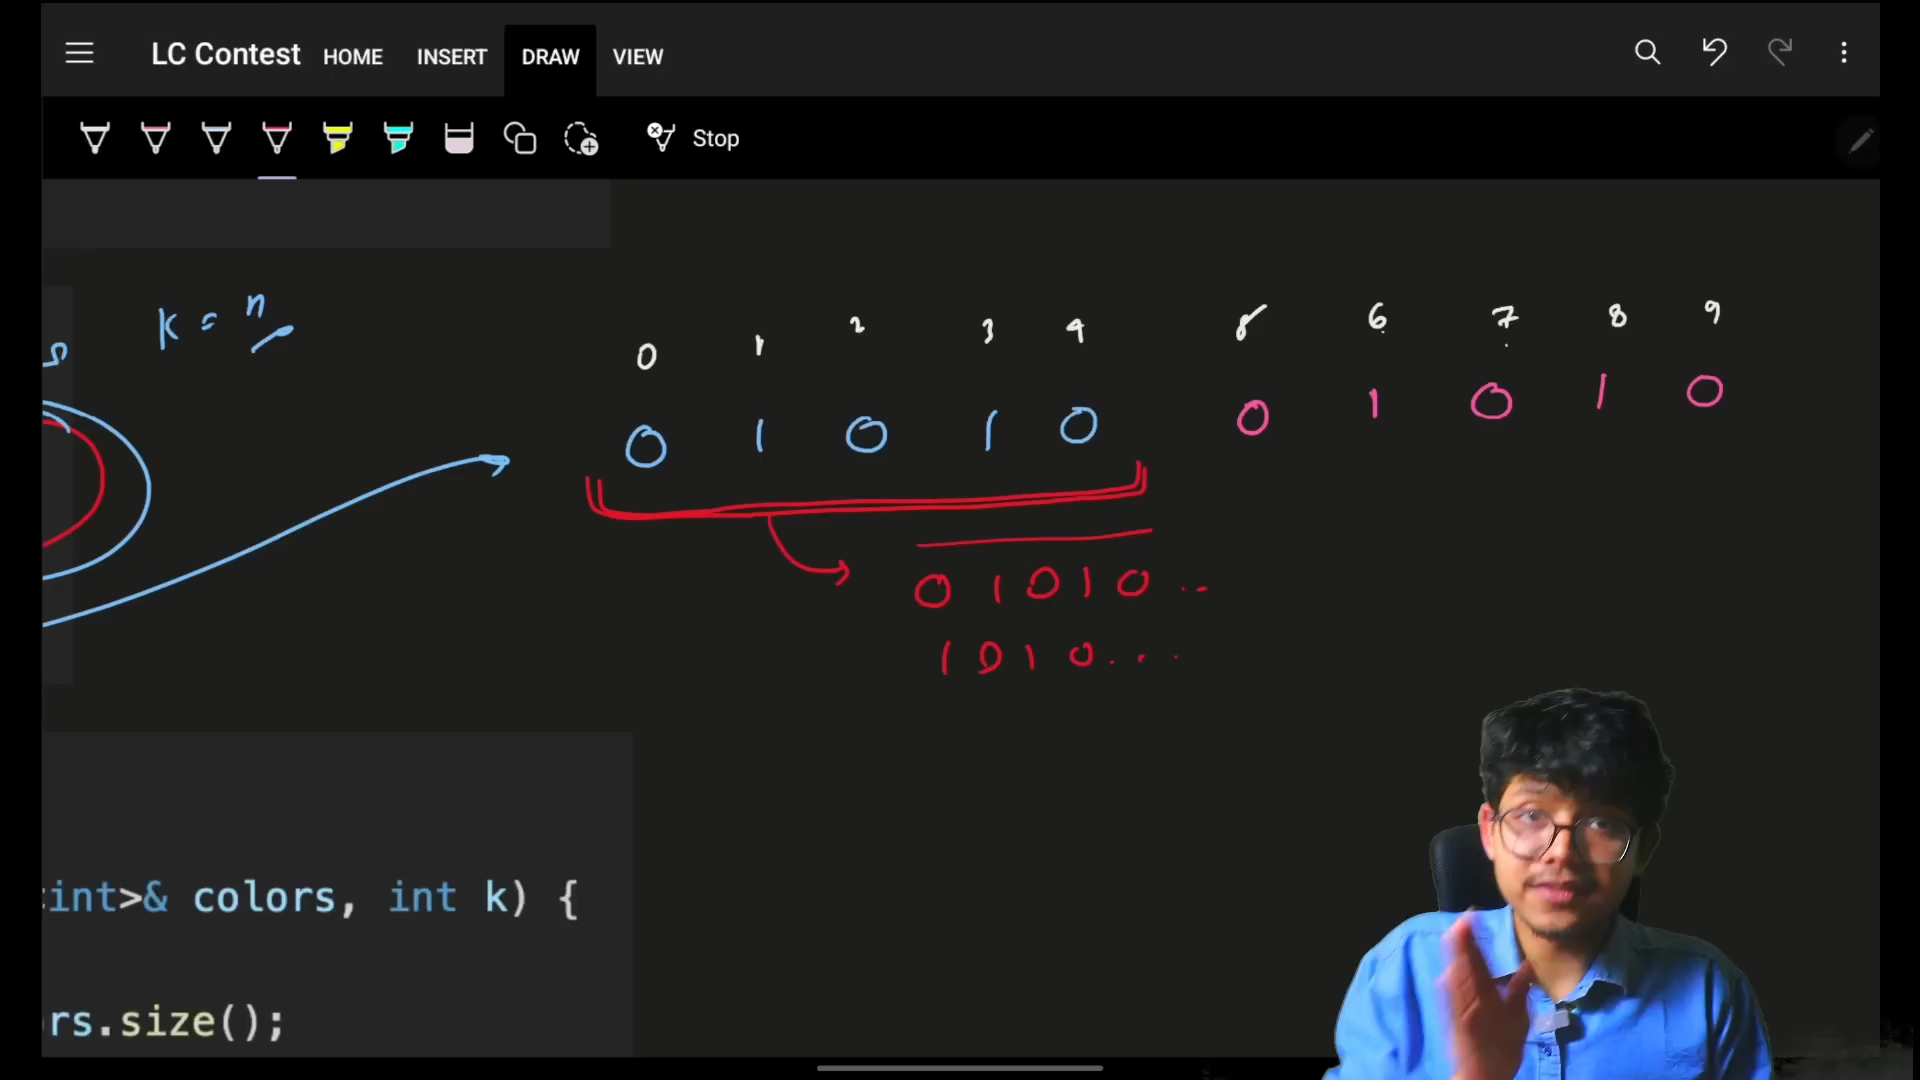 LC Contest HOME INSERT DRAW VIEW
Stop
k = n
0 1 2 3 4 5 6 7 8 9
0 1 0 1 0 0 1 0 1 0
0 1 0 1 0 ..
1 0 1 0 ...
int>& colors, int k) {
rs.size();